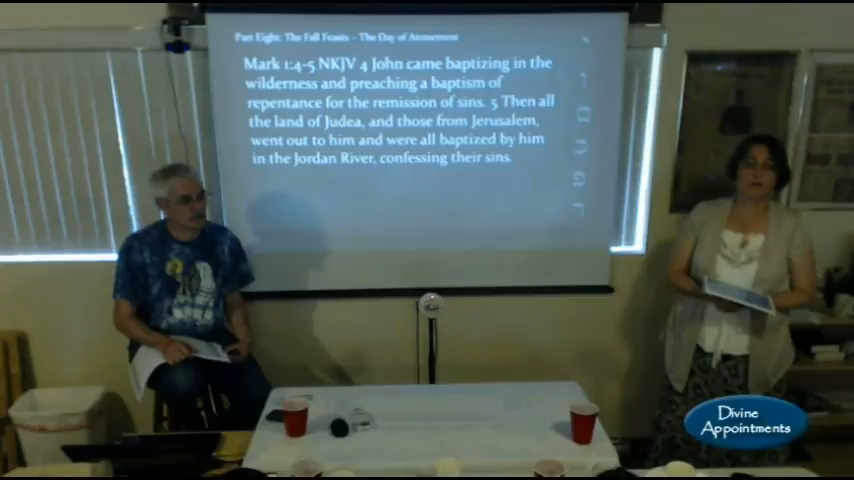 Part Eight: The Fall Feasts – The Day of Atonement
Mark 1:4-5 NKJV 4 John came baptizing in the
wilderness and preaching a baptism of
repentance for the remission of sins. 5 Then all
the land of Judea, and those from Jerusalem,
went out to him and were all baptized by him
in the Jordan River, confessing their sins.
Divine
Appointments